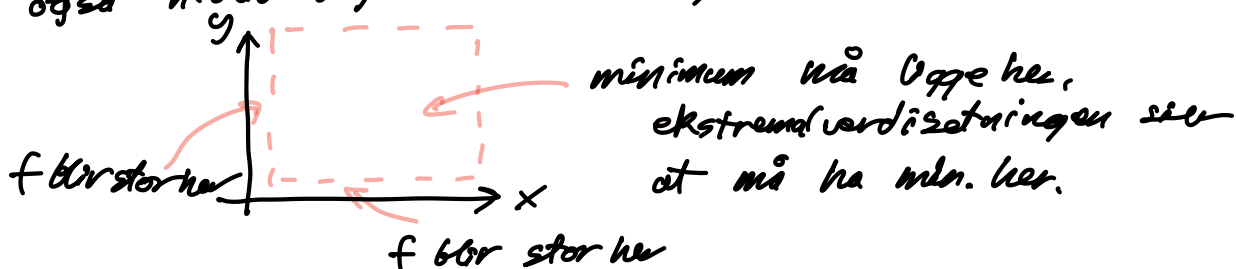 også
y
minimum må ligge her,
ekstremalverdisetningen sier
f blir stor her
at må ha min. her.
x
f blir stor her